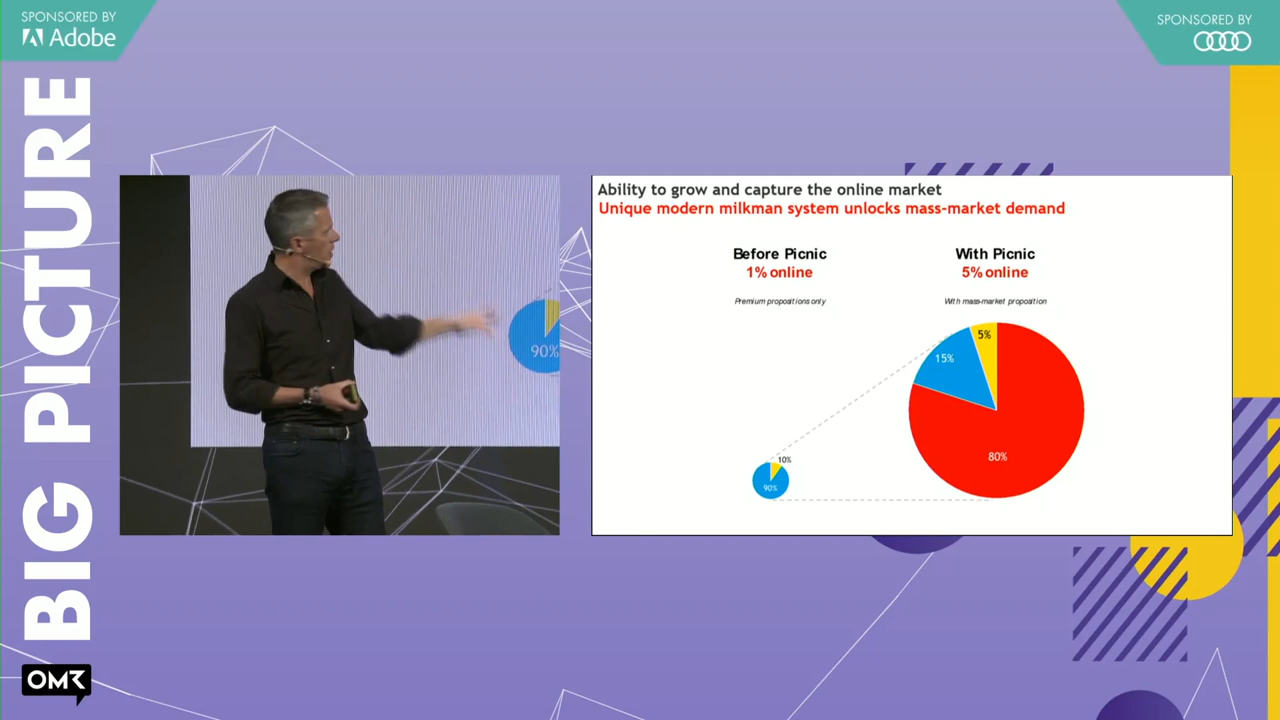 SPONSORED BY
Adobe
SPONSORED BY
BIG PICTURE
OMR
90%
Ability to grow and capture the online market
Unique modern milkman system unlocks mass-market demand
Before Picnic
1% online
Premium propositions only
With Picnic
5% online
With mass-market proposition
5%
15%
80%
10%
90%